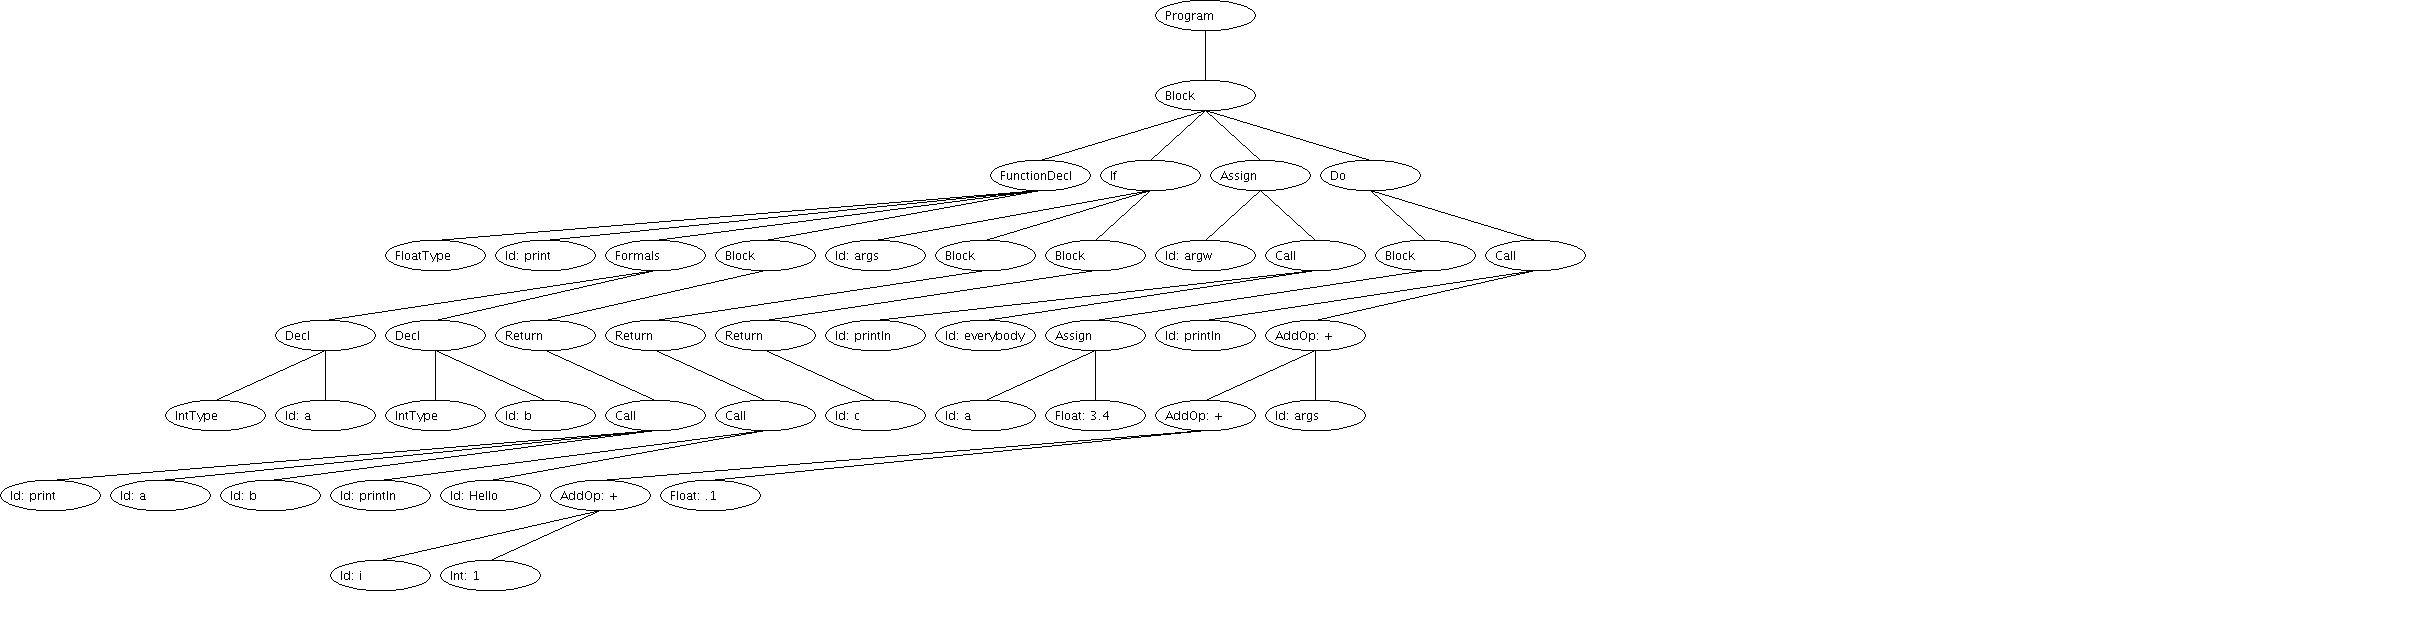 Program
Block
FunctionDecl If Assign Do
FloatType Id: print Formals Block Id: args Block Block Id: argw Call Block Call
Decl Decl Return Return Return Id: println Id: everybody Assign Id: println AddOp: +
IntType Id: a IntType Id: b Call Call Id: c Id: a Float: 3.4 AddOp: + Id: args
Id: print Id: a Id: b Id: println Id: Hello AddOp: + Float: .1
Id: i Int: 1